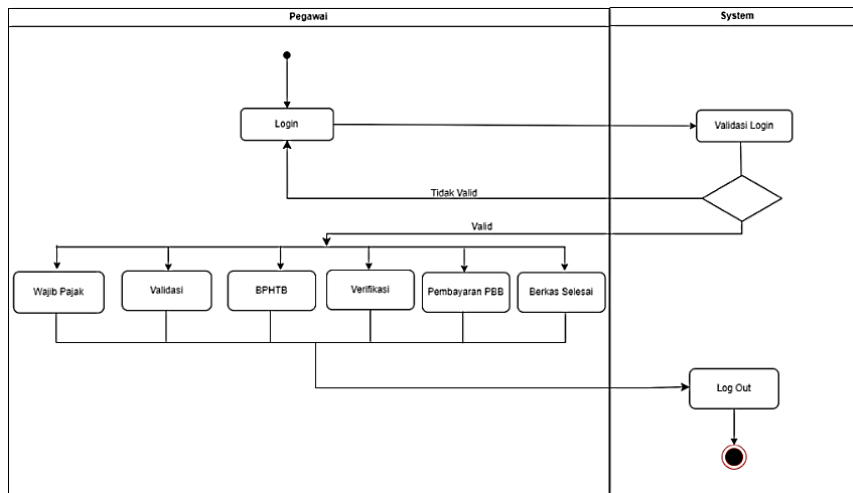 Pegawai
System
Login
Validasi Login
Tidak Valid
Valid
Wajib Pajak
Validasi
BPHTB
Verifikasi
Pembayaran PBB
Berkas Selesai
Log Out